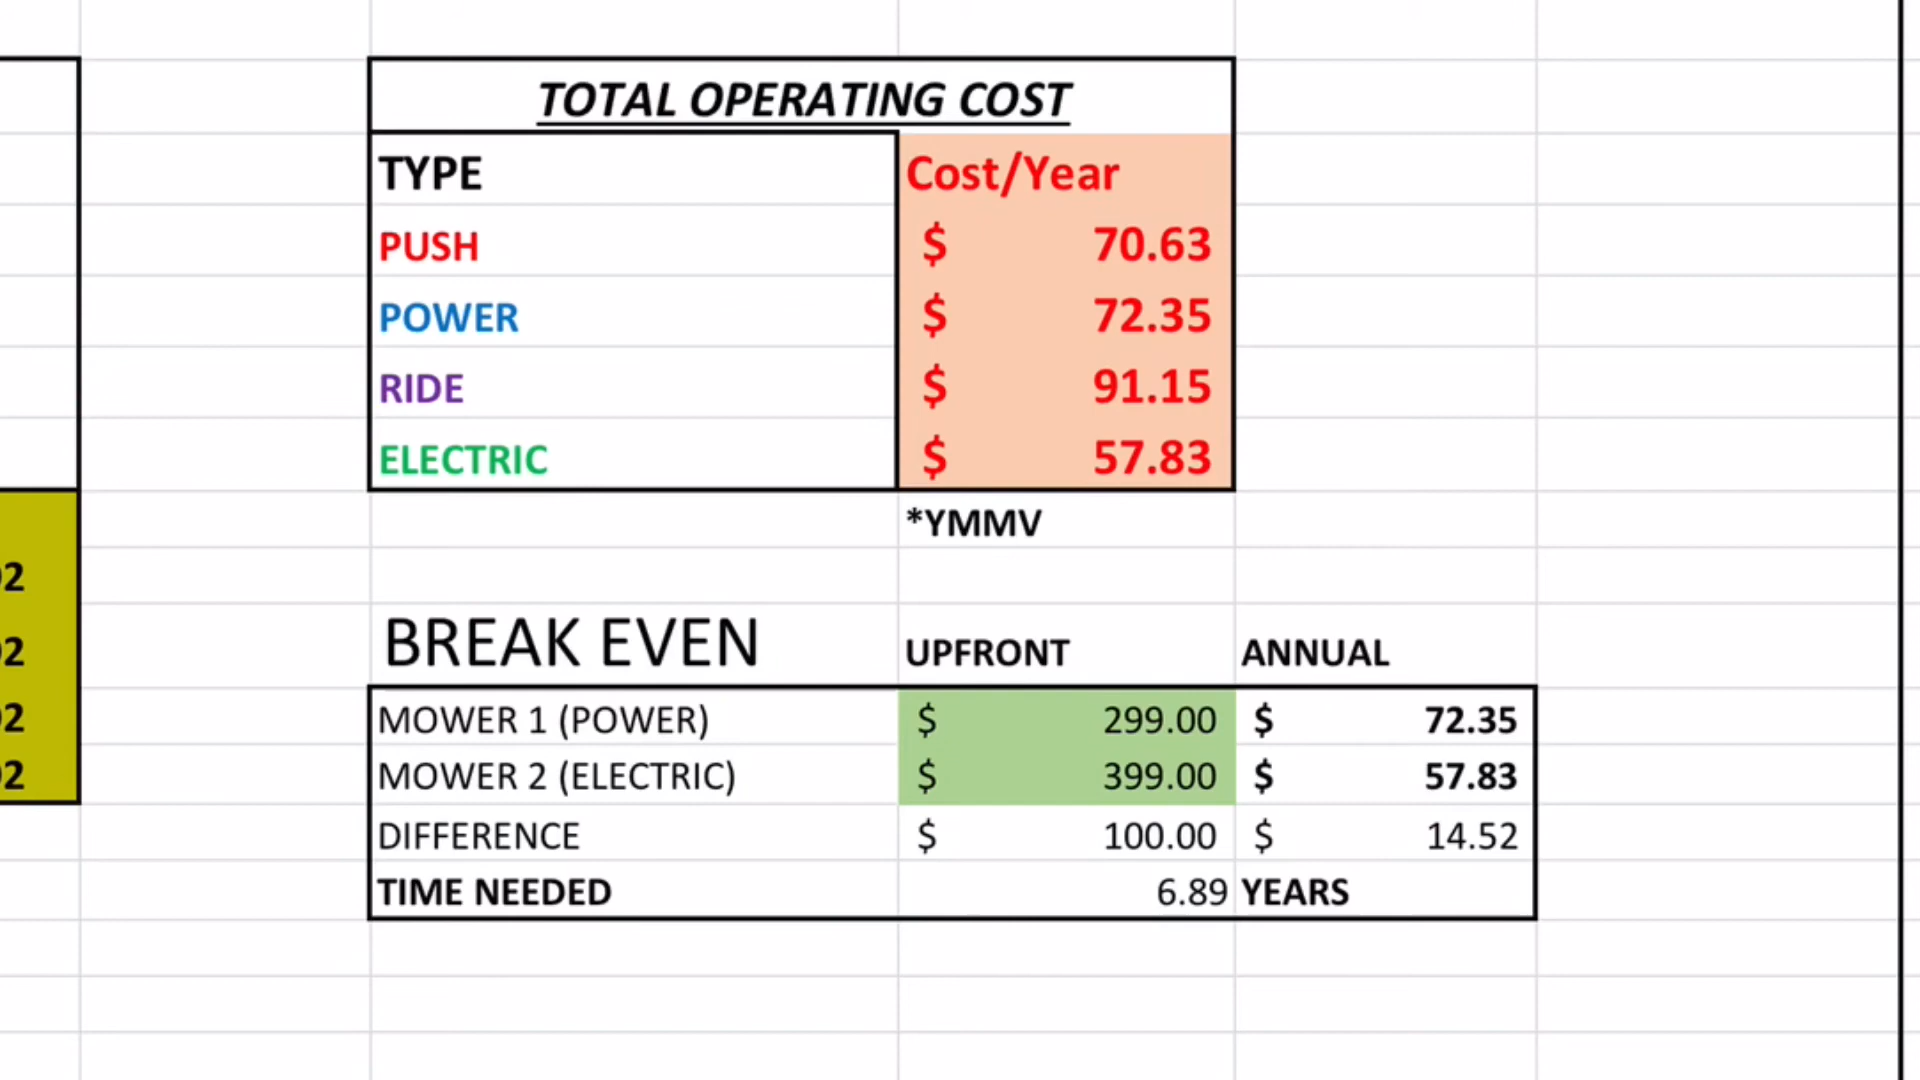 TOTAL OPERATING COST
TYPE Cost/Year
PUSH $ 70.63
POWER $ 72.35
RIDE $ 91.15
ELECTRIC $ 57.83
*YMMV
BREAK EVEN UPFRONT ANNUAL
MOWER 1 (POWER) $ 299.00 $ 72.35
MOWER 2 (ELECTRIC) $ 399.00 $ 57.83
DIFFERENCE $ 100.00 $ 14.52
TIME NEEDED 6.89 YEARS